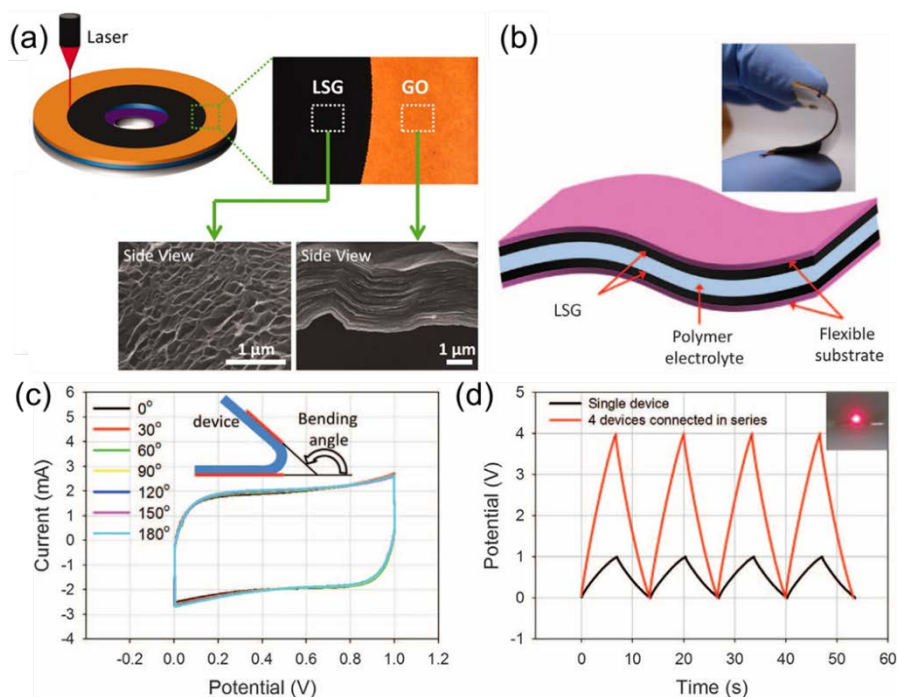 (a)
Laser
LSG
GO
Side View
1 μm
Side View
1 μm
(b)
LSG
Polymer
electrolyte
Flexible
substrate
(c)
0°
30°
60°
90°
120°
150°
180°
device
Bending
angle
Current (mA)
5
4
3
2
1
0
-1
-2
-3
-4
-0.2
0.0
0.2
0.4
0.6
0.8
1.0
1.2
Potential (V)
(d)
Single device
4 devices connected in series
Potential (V)
5
4
3
2
1
0
-1
0
10
20
30
40
50
60
Time (s)